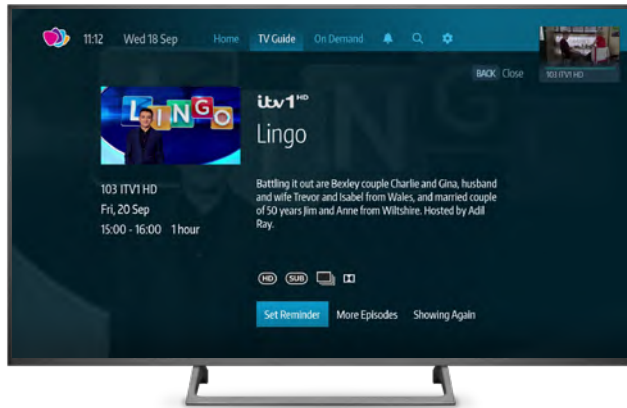 11:12 Wed 18 Sep Home TV Guide On Demand
BACK Close
103 ITV1 HD
LINGO
itv1 HD
Lingo
103 ITV1 HD
Fri, 20 Sep
15:00 - 16:00 1 hour
Battling it out are Bexley couple Charlie and Gina, husband
and wife Trevor and Isabel from Wales, and married couple
of 50 years Jim and Anne from Wiltshire. Hosted by Adil
Ray.
HD SUB
Set Reminder More Episodes Showing Again